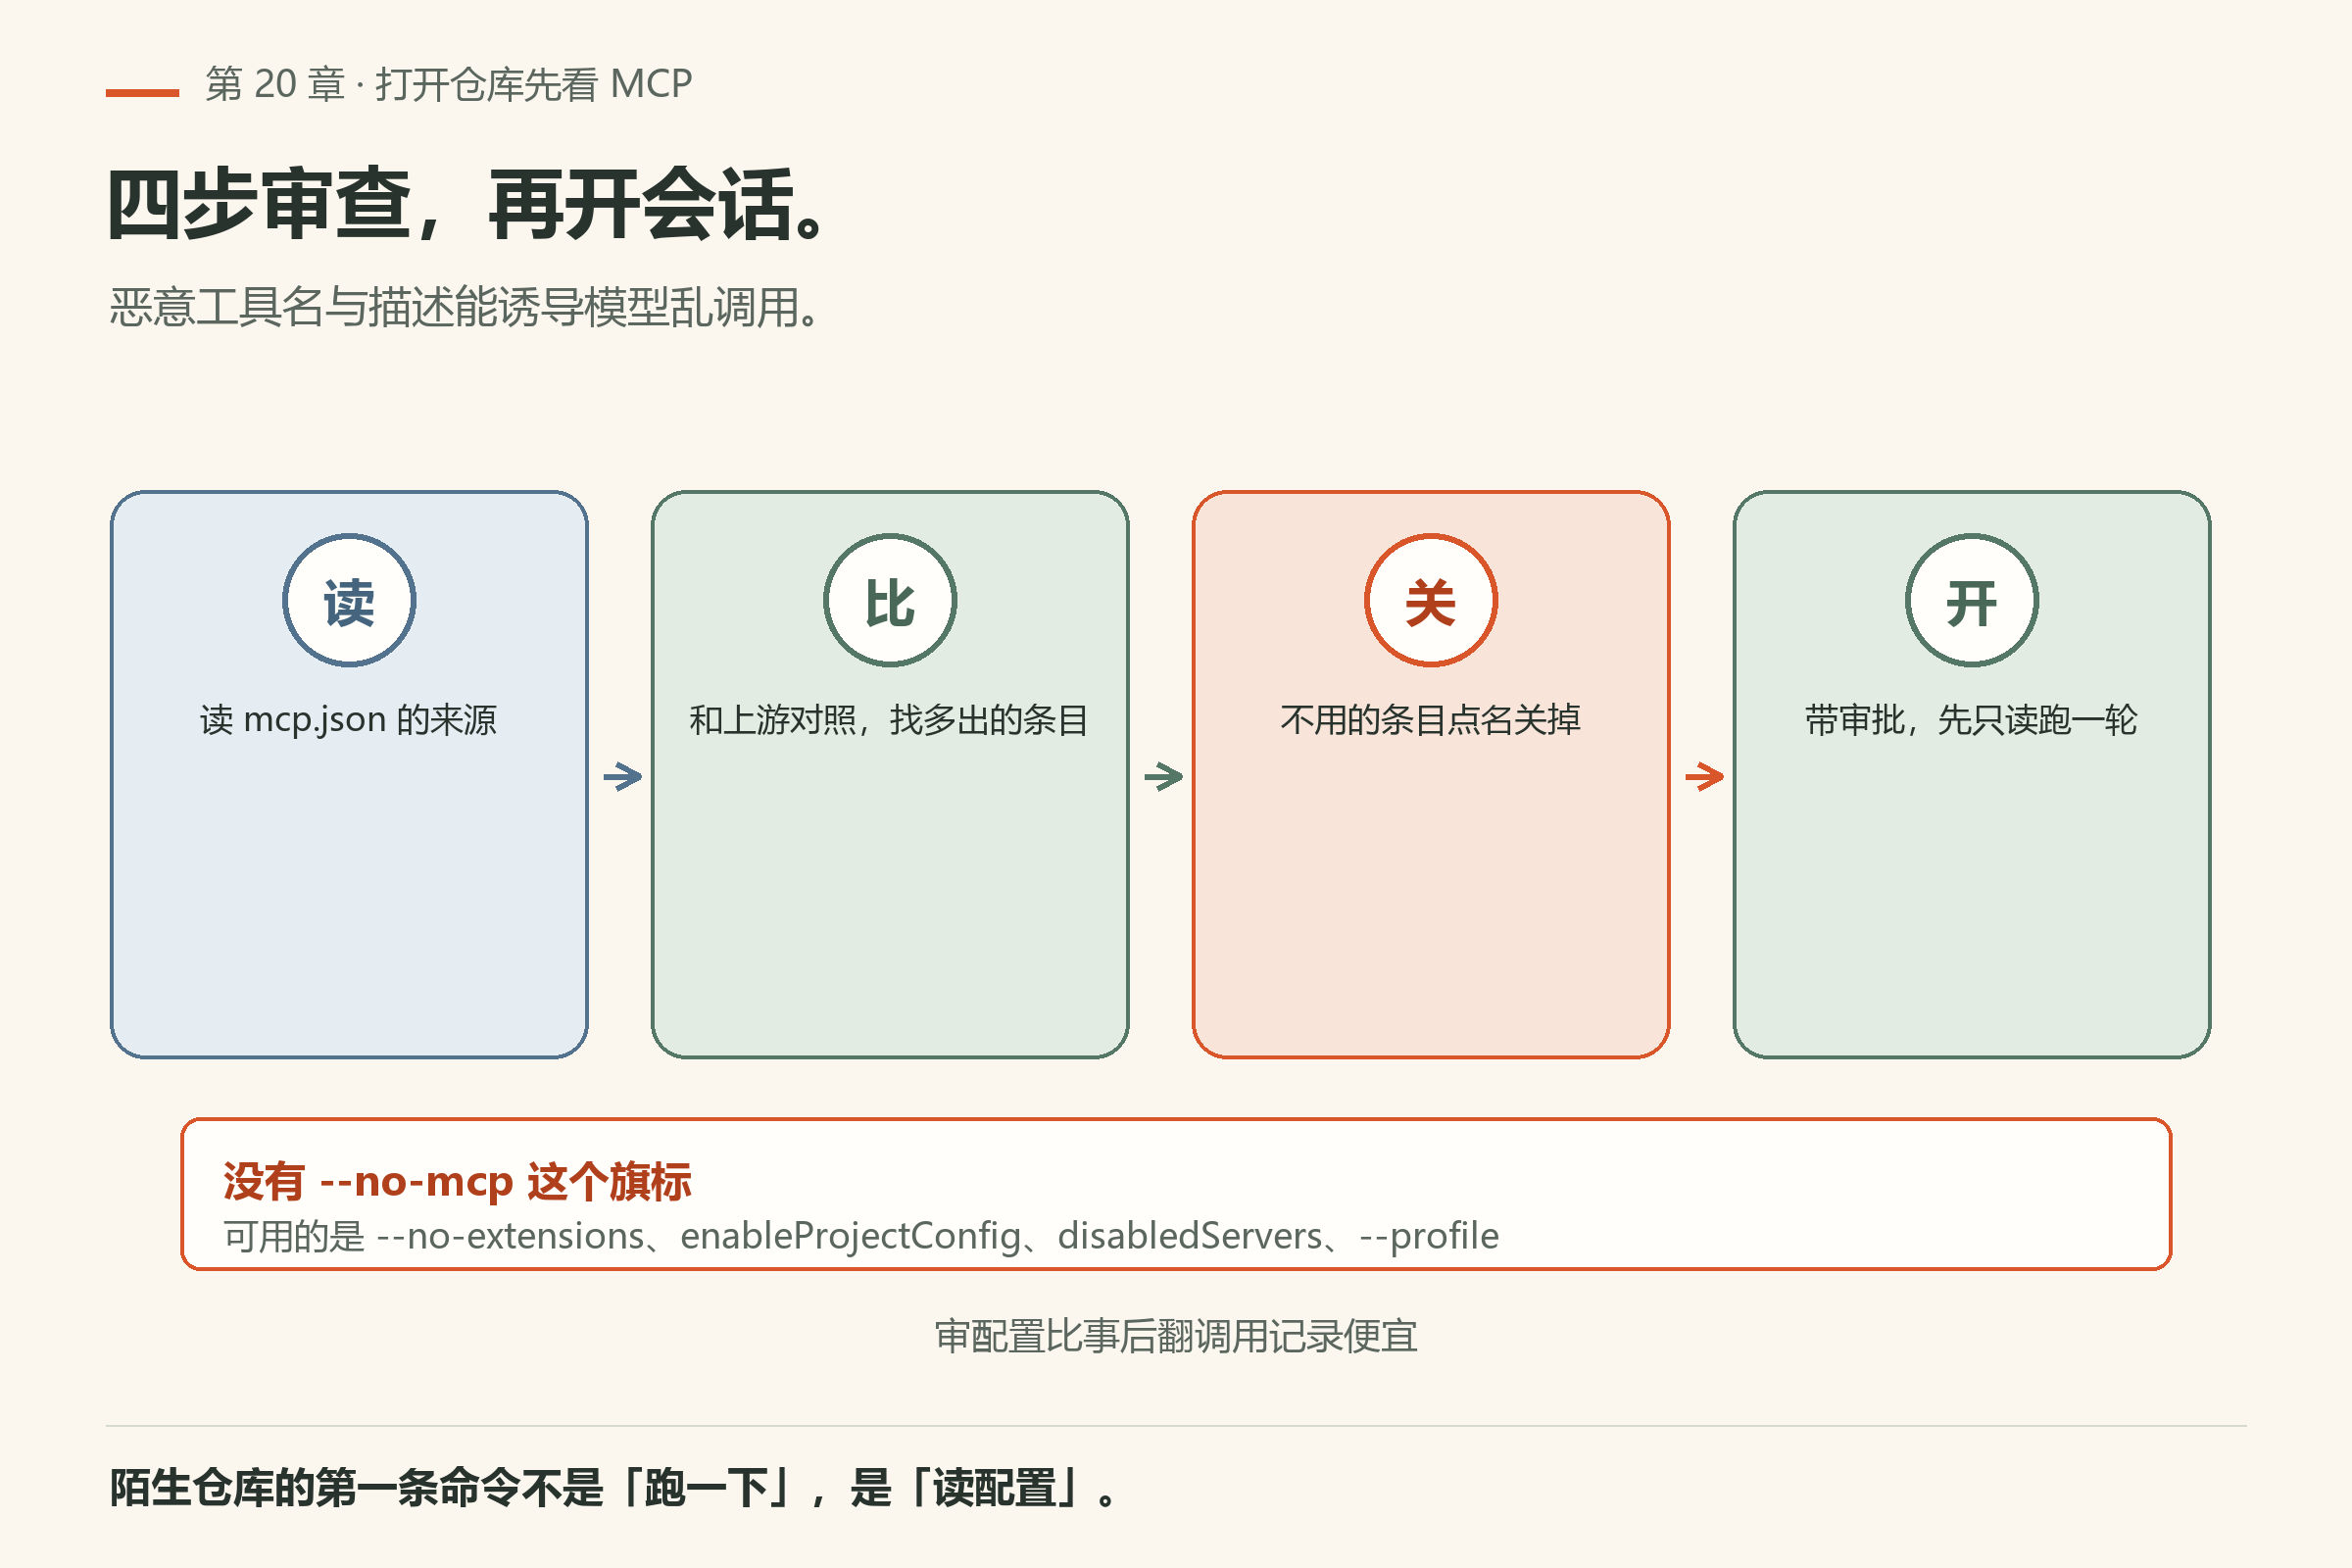 第 20 章 · 打开仓库先看 MCP
四步审查，再开会话。
恶意工具名与描述能诱导模型乱调用。
读
读 mcp.json 的来源
比
和上游对照，找多出的条目
关
不用的条目点名关掉
开
带审批，先只读跑一轮
没有 --no-mcp 这个旗标
可用的是 --no-extensions、enableProjectConfig、disabledServers、--profile
审配置比事后翻调用记录便宜
陌生仓库的第一条命令不是「跑一下」，是「读配置」。